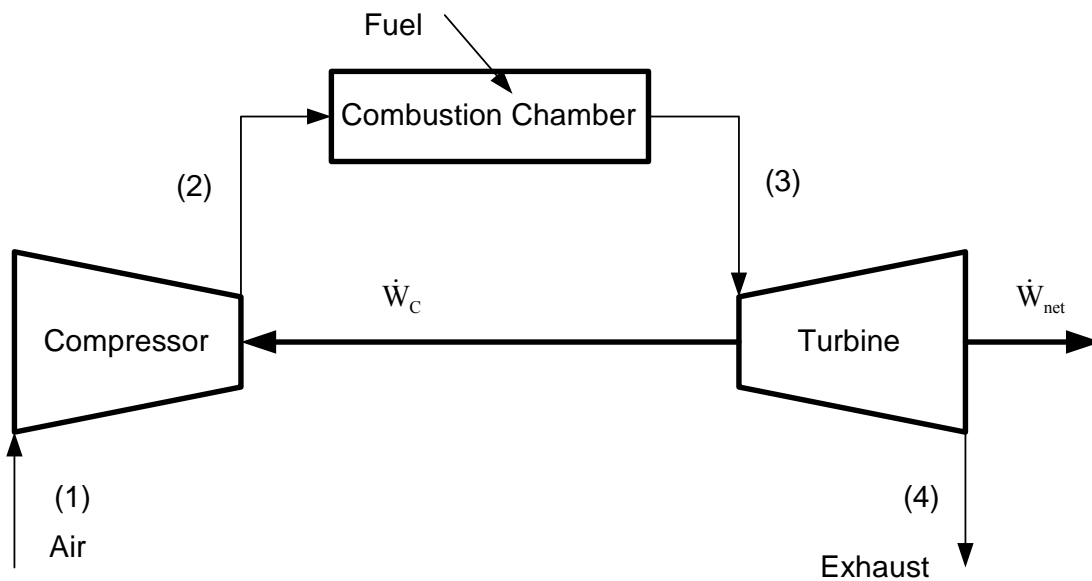 Fuel
Combustion Chamber
(2)
(3)
Ẇ_C
Ẇ_net
Compressor
Turbine
(1)
(4)
Air
Exhaust